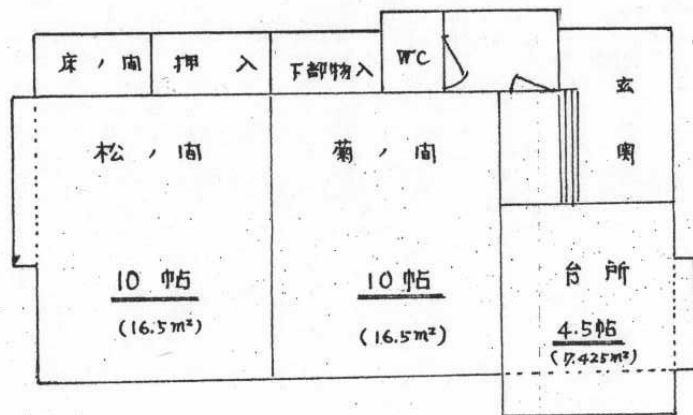 床ノ間
押入
下部物入
WC
玄関
松ノ間
菊ノ間
10帖
(16.5m²)
10帖
(16.5m²)
台所
4.5帖
(7.425m²)